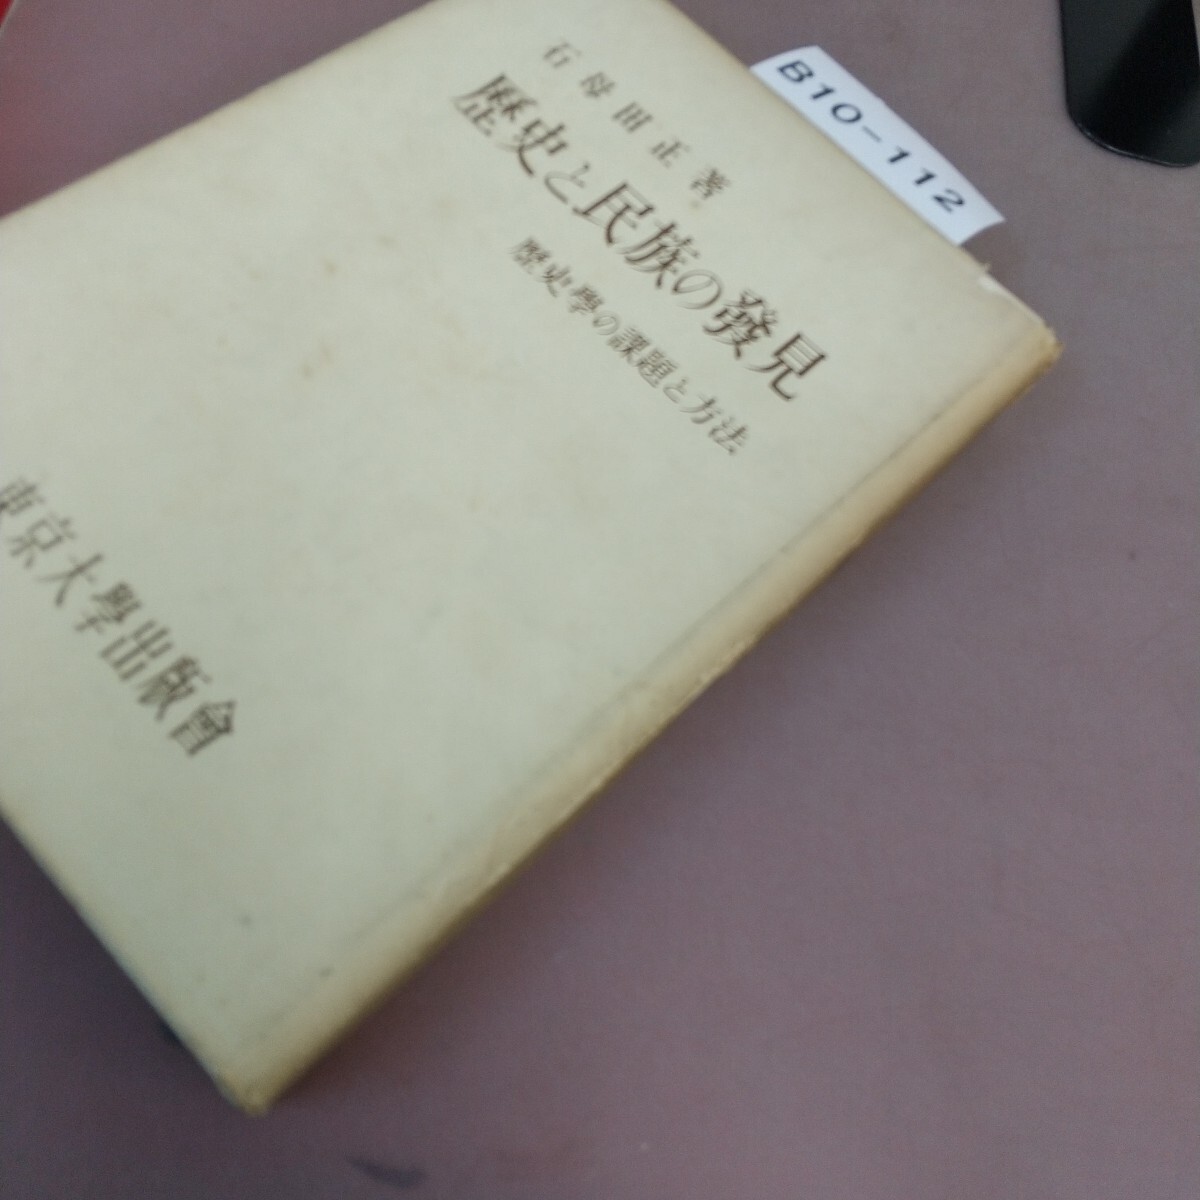 石母田正著
歴史と民族の發見
歴史學の課題と方法
東京大學出版會
B10-112